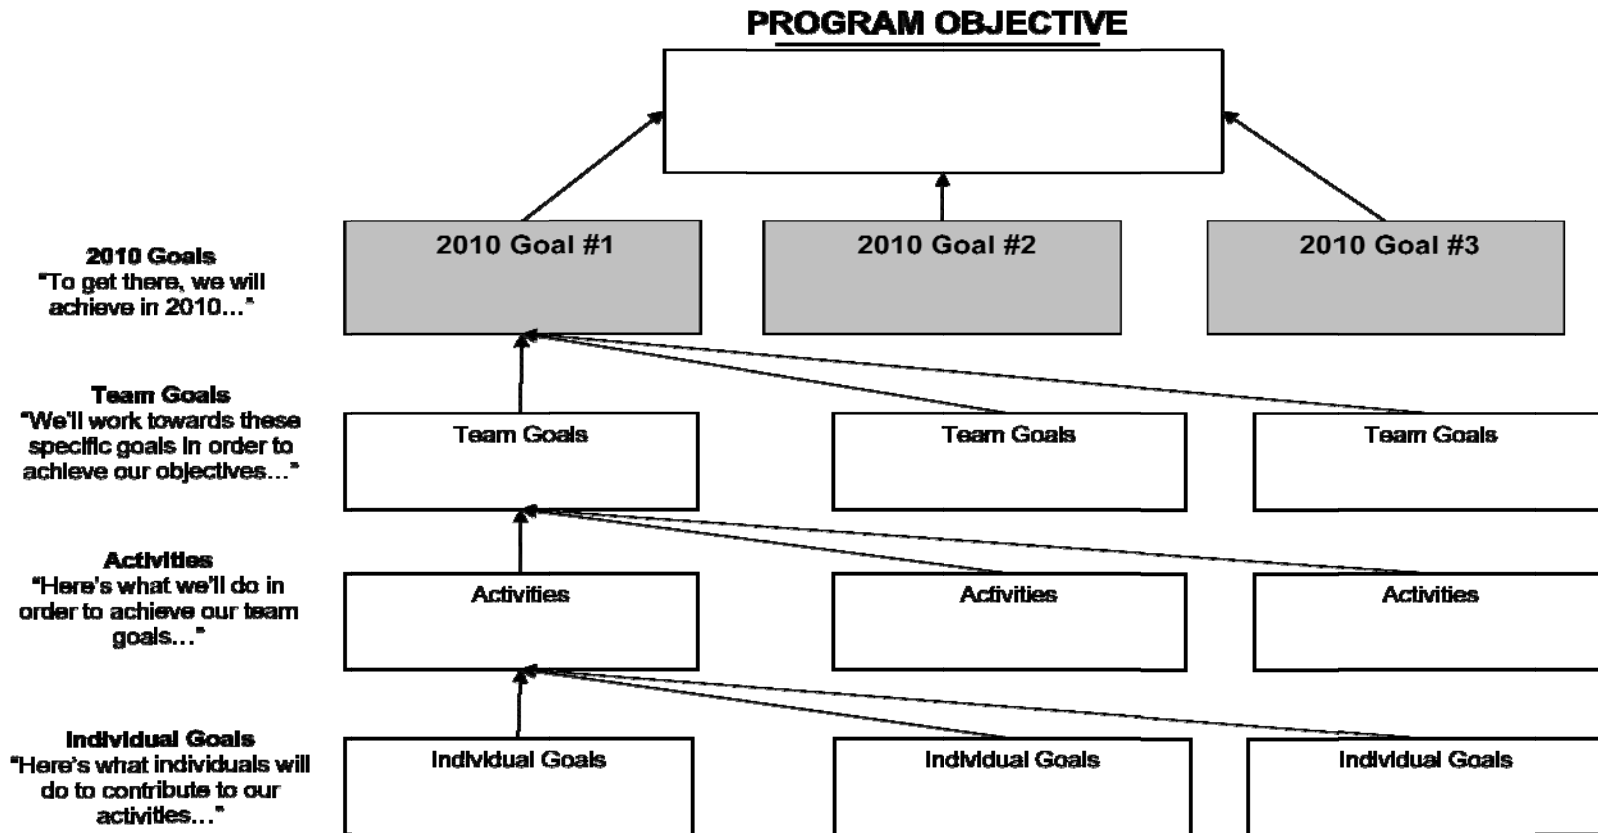 PROGRAM OBJECTIVE
2010 Goal #1
2010 Goal #2
2010 Goal #3
2010 Goals
"To get there, we will
achieve in 2010..."
Team Goals
"We'll work towards these
specific goals in order to
achieve our objectives..."
Team Goals
Team Goals
Team Goals
Activities
"Here's what we'll do in
order to achieve our team
goals..."
Activities
Activities
Activities
Individual Goals
"Here's what individuals will
do to contribute to our
activities..."
Individual Goals
Individual Goals
Individual Goals